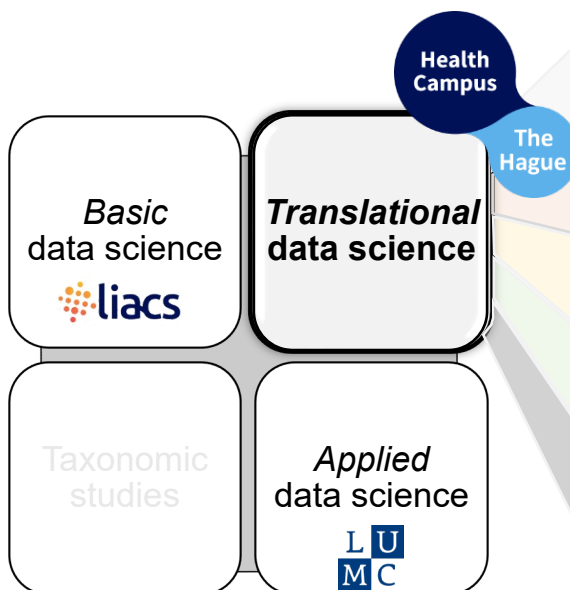 Health
Campus
The
Hague
Basic
data science
liacs
Translational
data science
Taxonomic
studies
Applied
data science
L U
M C